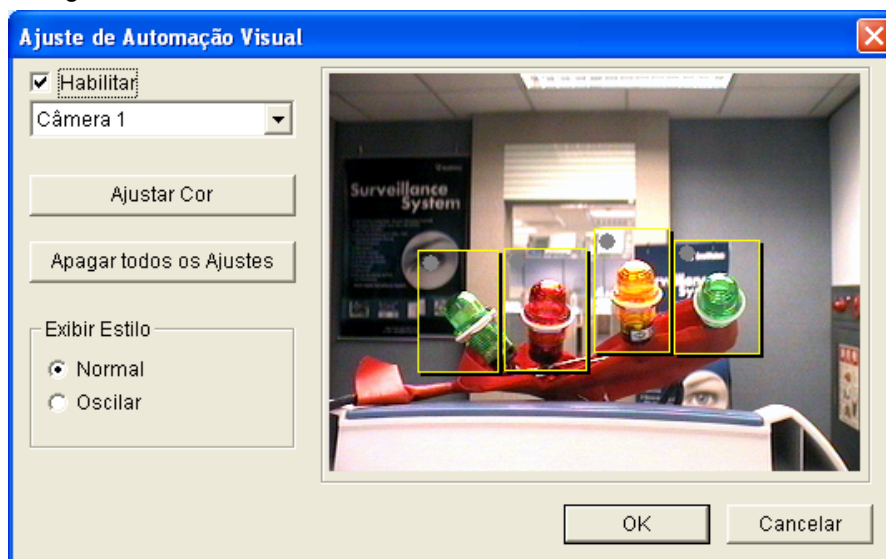 Ajuste de Automação Visual
Habilitar
Câmera 1
Ajustar Cor
Apagar todos os Ajustes
Exibir Estilo
Normal
Oscilar
Surveillance
System
OK
Cancelar